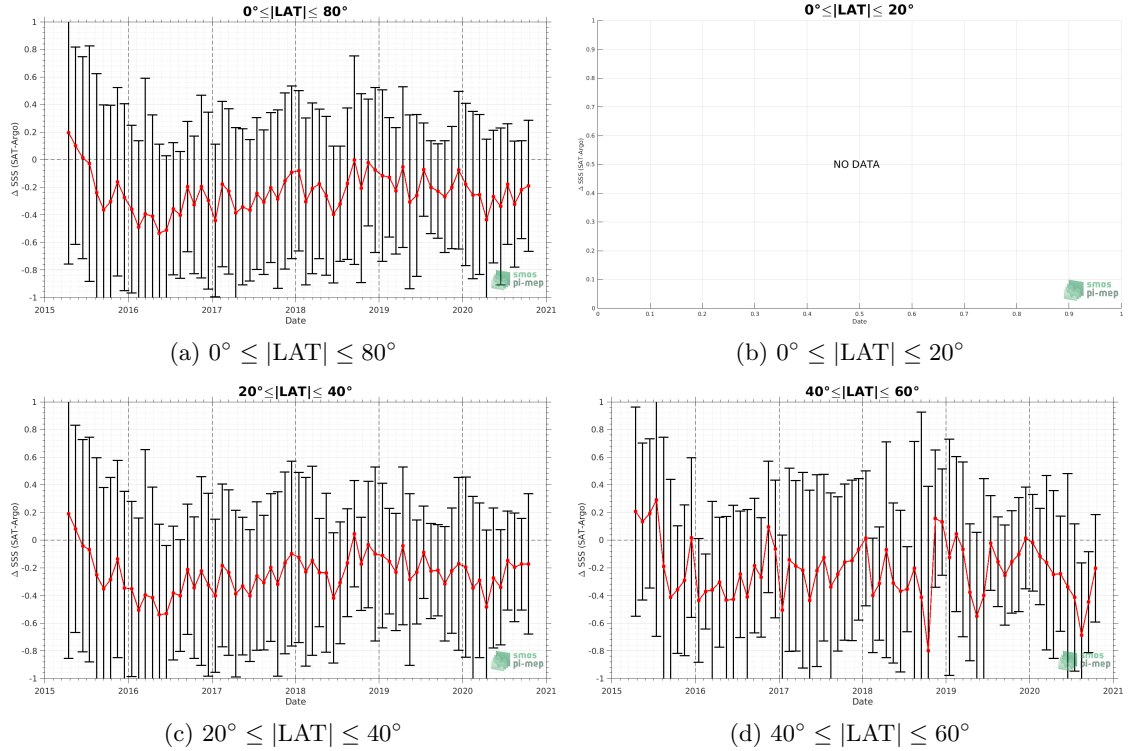 0°≤|LAT|≤ 80°
Δ SSS (SAT-Argo)
1
0.8
0.6
0.4
0.2
0
-0.2
-0.4
-0.6
-0.8
-1
2015 2016 2017 2018 2019 2020 2021
Date
smos
pi-mep
(a) 0° ≤ |LAT| ≤ 80°
0°≤|LAT|≤ 20°
Δ SSS (SAT-Argo)
1
0.9
0.8
0.7
0.6
0.5
0.4
0.3
0.2
0.1
0
NO DATA
0 0.1 0.2 0.3 0.4 0.5 0.6 0.7 0.8 0.9 1
Date
smos
pi-mep
(b) 0° ≤ |LAT| ≤ 20°
20°≤|LAT|≤ 40°
Δ SSS (SAT-Argo)
1
0.8
0.6
0.4
0.2
0
-0.2
-0.4
-0.6
-0.8
-1
2015 2016 2017 2018 2019 2020 2021
Date
smos
pi-mep
(c) 20° ≤ |LAT| ≤ 40°
40°≤|LAT|≤ 60°
Δ SSS (SAT-Argo)
1
0.8
0.6
0.4
0.2
0
-0.2
-0.4
-0.6
-0.8
-1
2015 2016 2017 2018 2019 2020 2021
Date
smos
pi-mep
(d) 40° ≤ |LAT| ≤ 60°